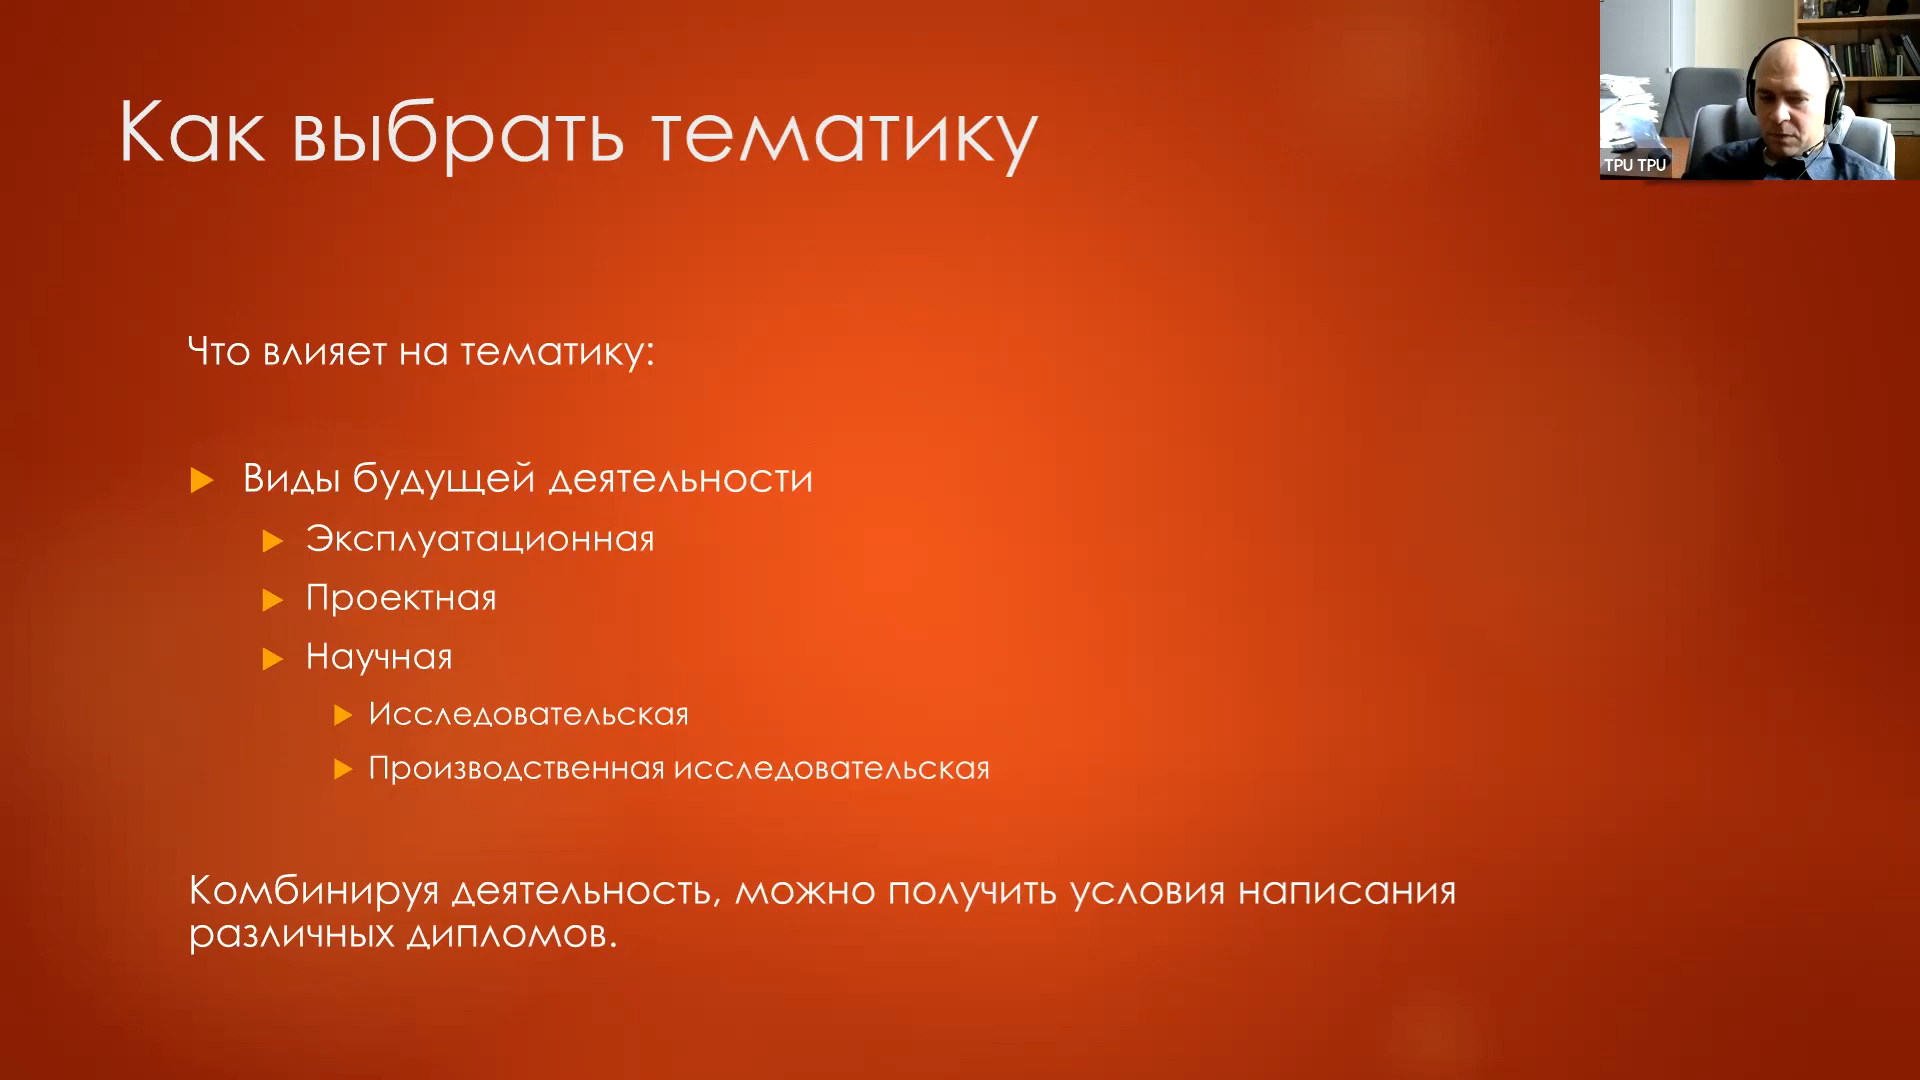 Как выбрать тематику
TPU TPU
Что влияет на тематику:
Виды будущей деятельности
Эксплуатационная
Проектная
Научная
Исследовательская
Производственная исследовательская
Комбинируя деятельность, можно получить условия написания
различных дипломов.